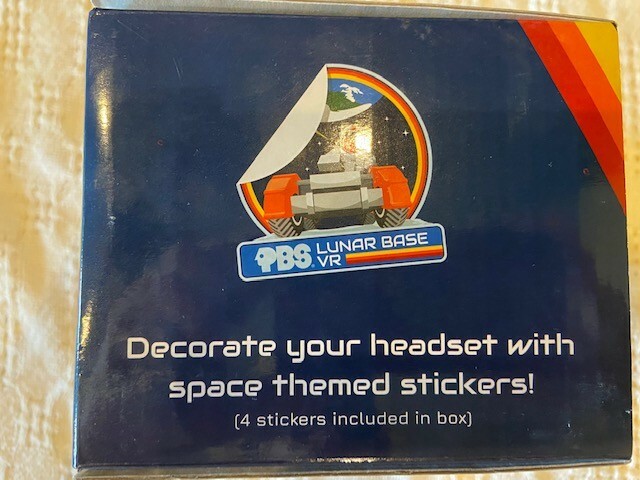 PBS LUNAR BASE
VR
Decorate your headset with
space themed stickers!
(4 stickers included in box)